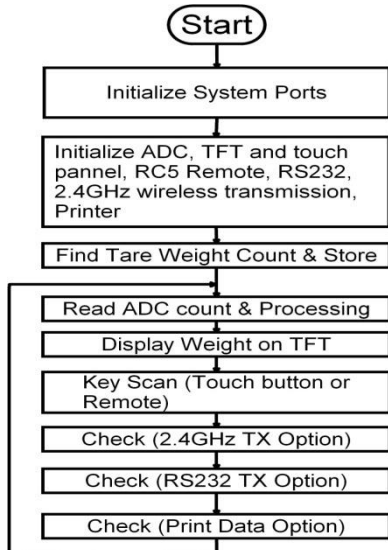 Start
Initialize System Ports
Initialize ADC, TFT and touch
pannel, RC5 Remote, RS232,
2.4GHz wireless transmission,
Printer
Find Tare Weight Count & Store
Read ADC count & Processing
Display Weight on TFT
Key Scan (Touch button or
Remote)
Check (2.4GHz TX Option)
Check (RS232 TX Option)
Check (Print Data Option)